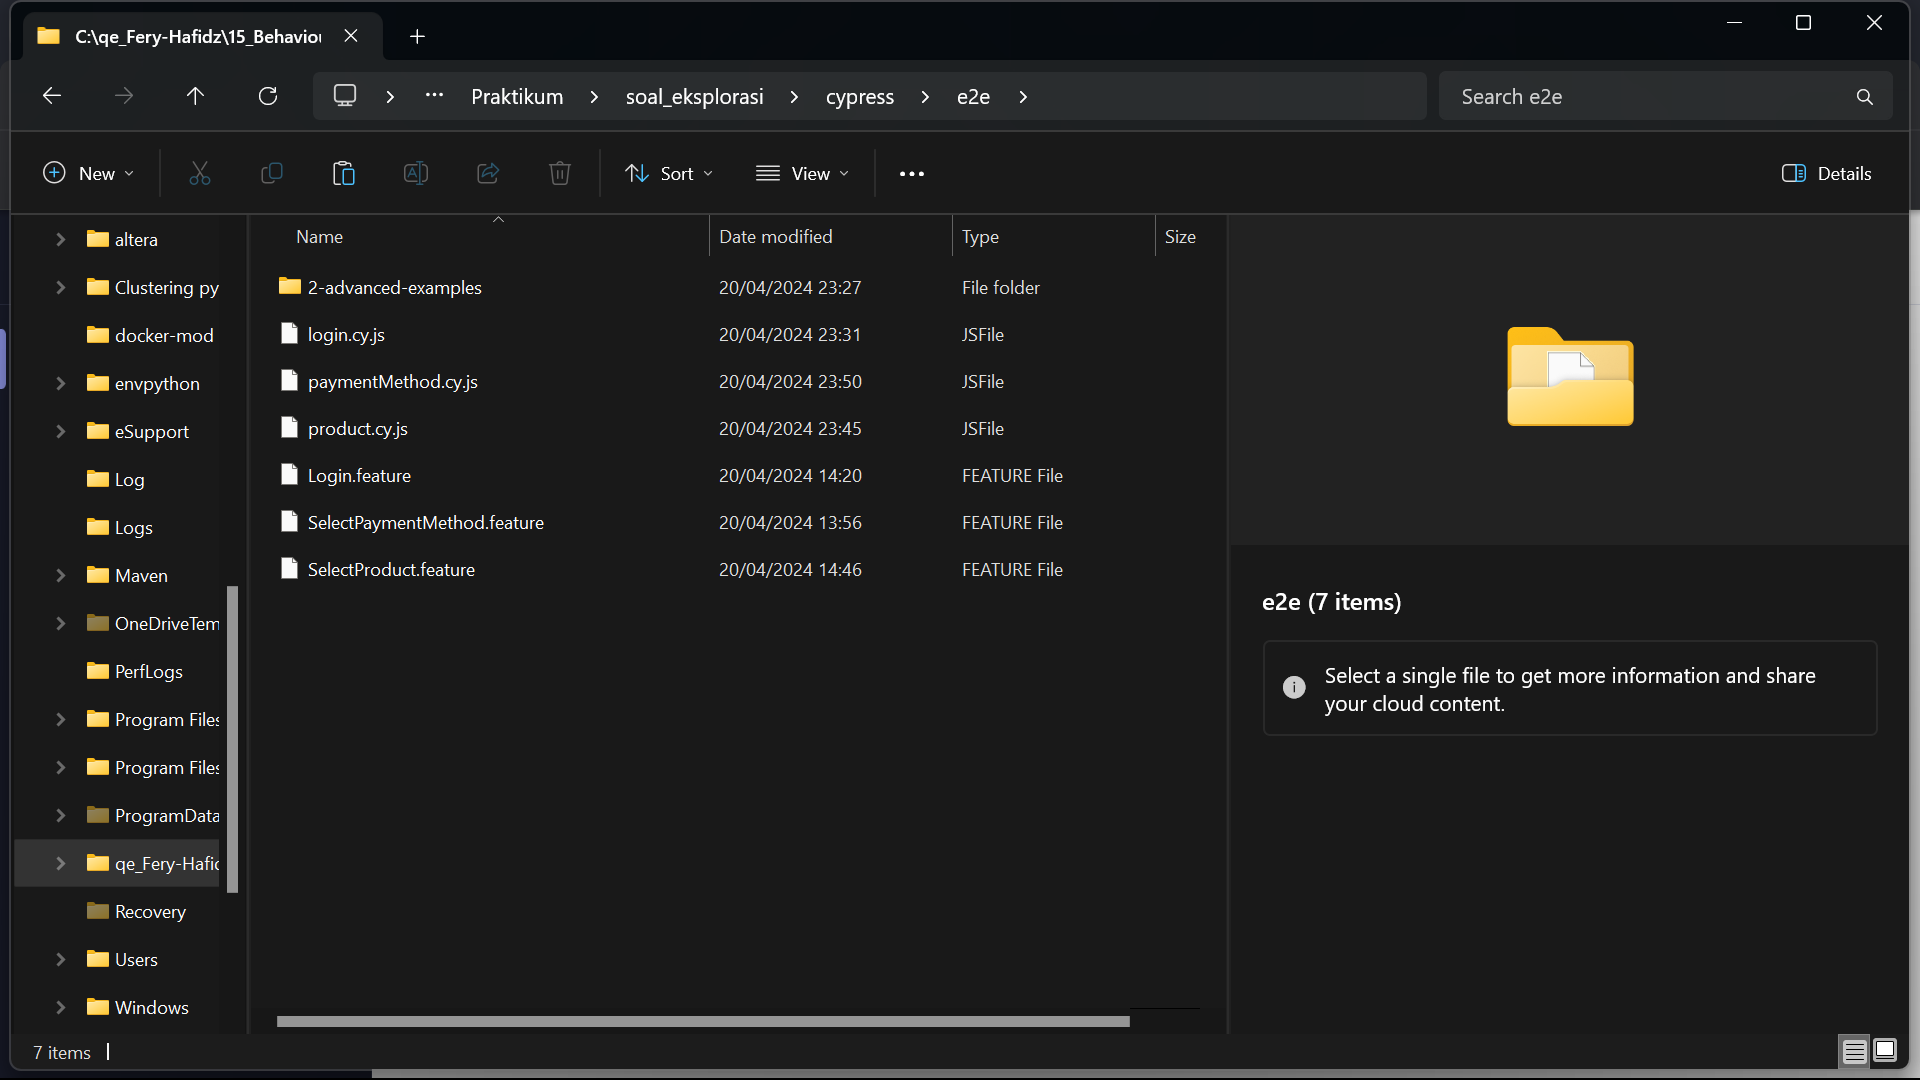 C:\qe_Fery-Hafidz\15_Behaviou
Praktikum > soal_eksplorasi > cypress > e2e >
Search e2e
New
Sort
View
Details
altera
Clustering py
docker-mod
envpython
eSupport
Log
Logs
Maven
OneDriveTem
PerfLogs
Program Files
Program Files
ProgramData
qe_Fery-Hafid
Recovery
Users
Windows
Name Date modified Type Size
2-advanced-examples 20/04/2024 23:27 File folder
login.cy.js 20/04/2024 23:31 JSFile
paymentMethod.cy.js 20/04/2024 23:50 JSFile
product.cy.js 20/04/2024 23:45 JSFile
Login.feature 20/04/2024 14:20 FEATURE File
SelectPaymentMethod.feature 20/04/2024 13:56 FEATURE File
SelectProduct.feature 20/04/2024 14:46 FEATURE File
e2e (7 items)
Select a single file to get more information and share
your cloud content.
7 items